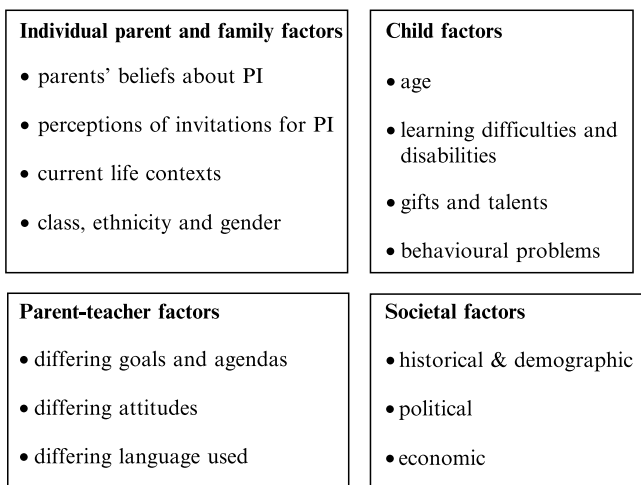 Individual parent and family factors
• parents' beliefs about PI
• perceptions of invitations for PI
• current life contexts
• class, ethnicity and gender
Child factors
• age
• learning difficulties and
disabilities
• gifts and talents
• behavioural problems
Parent-teacher factors
• differing goals and agendas
• differing attitudes
• differing language used
Societal factors
• historical & demographic
• political
• economic